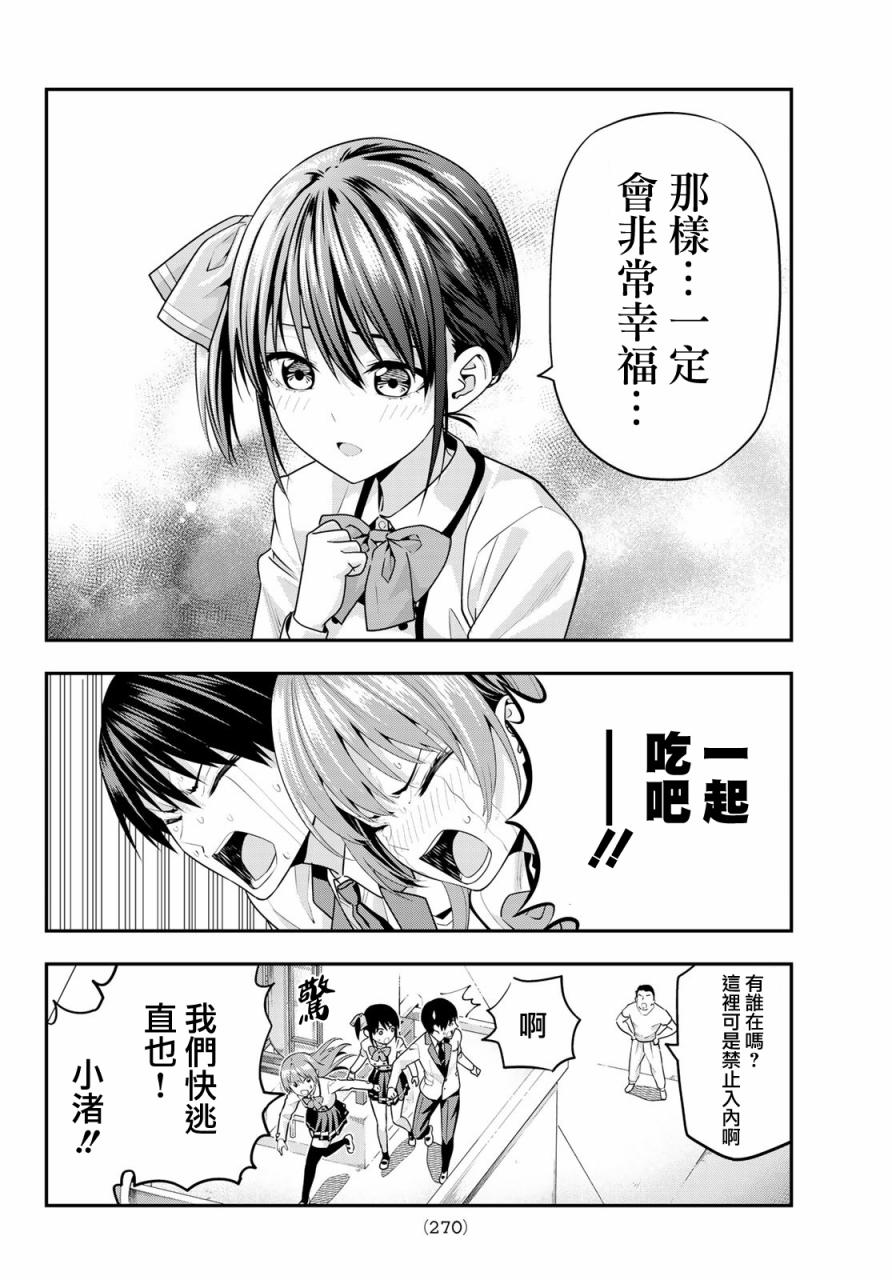 那樣⋯一定
會非常幸福⋯
一起
吃吧
——!!
有誰在嗎？
這裡可是禁止入內啊
啊
驚
我們快逃
直也！
小渚!!
(270)